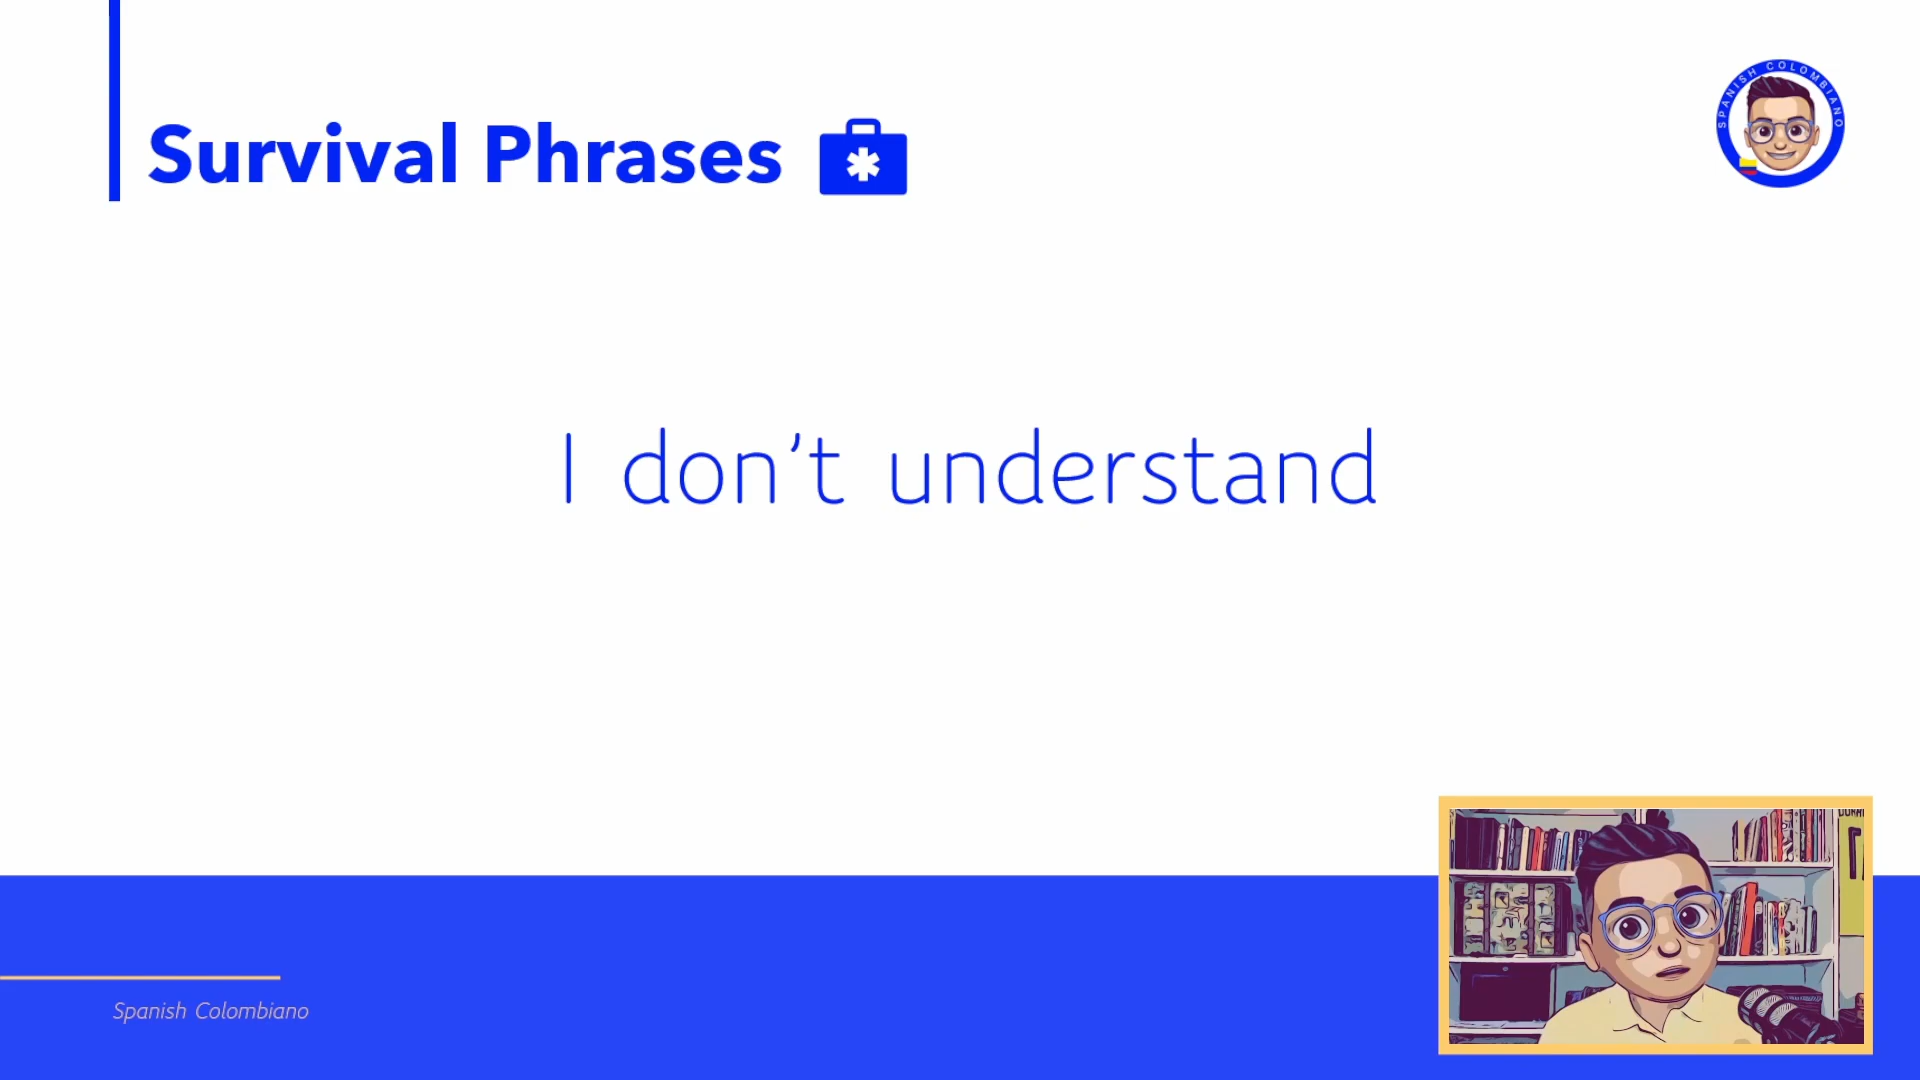 SPANISH COLOMBIANO
Survival Phrases
I don't understand
Spanish Colombiano